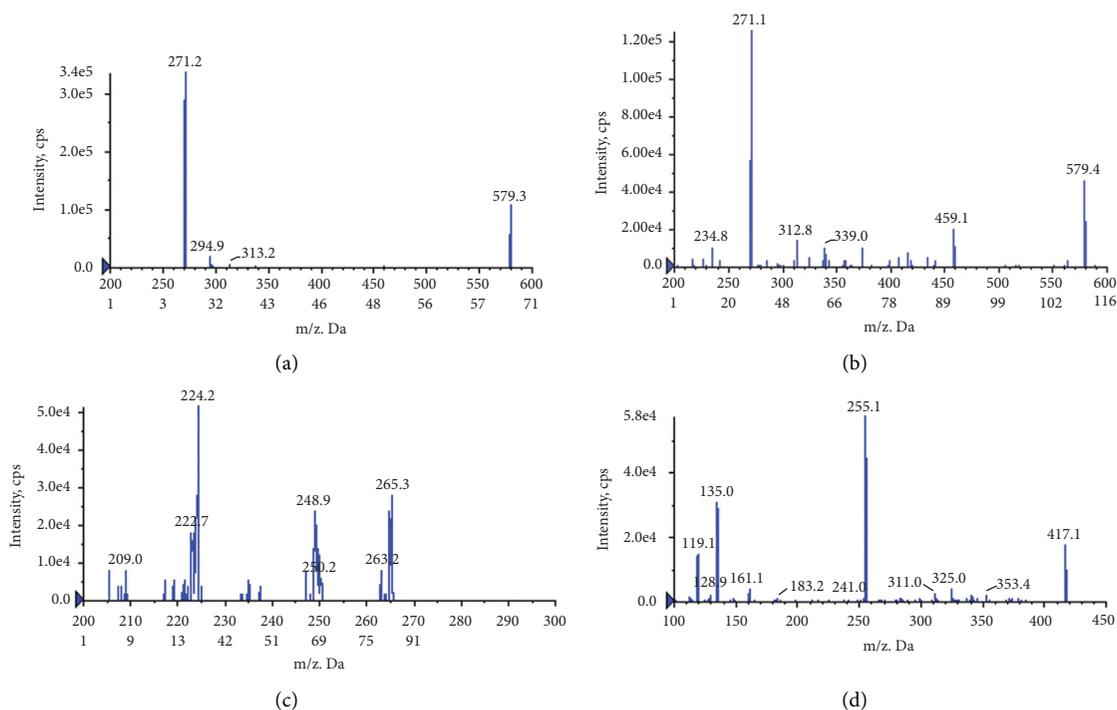 271.2
3.4e5
3.0e5
2.0e5
1.0e5
0.0
Intensity, cps
294.9
313.2
579.3
200 250 300 350 400 450 500 550 600
1 3 32 43 46 48 56 57 71
m/z. Da
(a)
271.1
1.20e5
1.00e5
8.00e4
6.00e4
4.00e4
2.00e4
0.0
Intensity, cps
234.8
312.8
339.0
459.1
579.4
200 250 300 350 400 450 500 550 600
1 20 48 66 78 89 99 102 116
m/z. Da
(b)
224.2
5.0e4
4.0e4
3.0e4
2.0e4
1.0e4
0.0
Intensity, cps
209.0
222.7
248.9
250.2
263.2
265.3
200 210 220 230 240 250 260 270 280 290 300
1 9 13 42 51 69 75 91
m/z. Da
(c)
255.1
5.8e4
4.0e4
2.0e4
0.0
Intensity, cps
119.1
128.9
135.0
161.1
183.2
241.0
311.0
325.0
353.4
417.1
100 150 200 250 300 350 400 450
m/z. Da
(d)